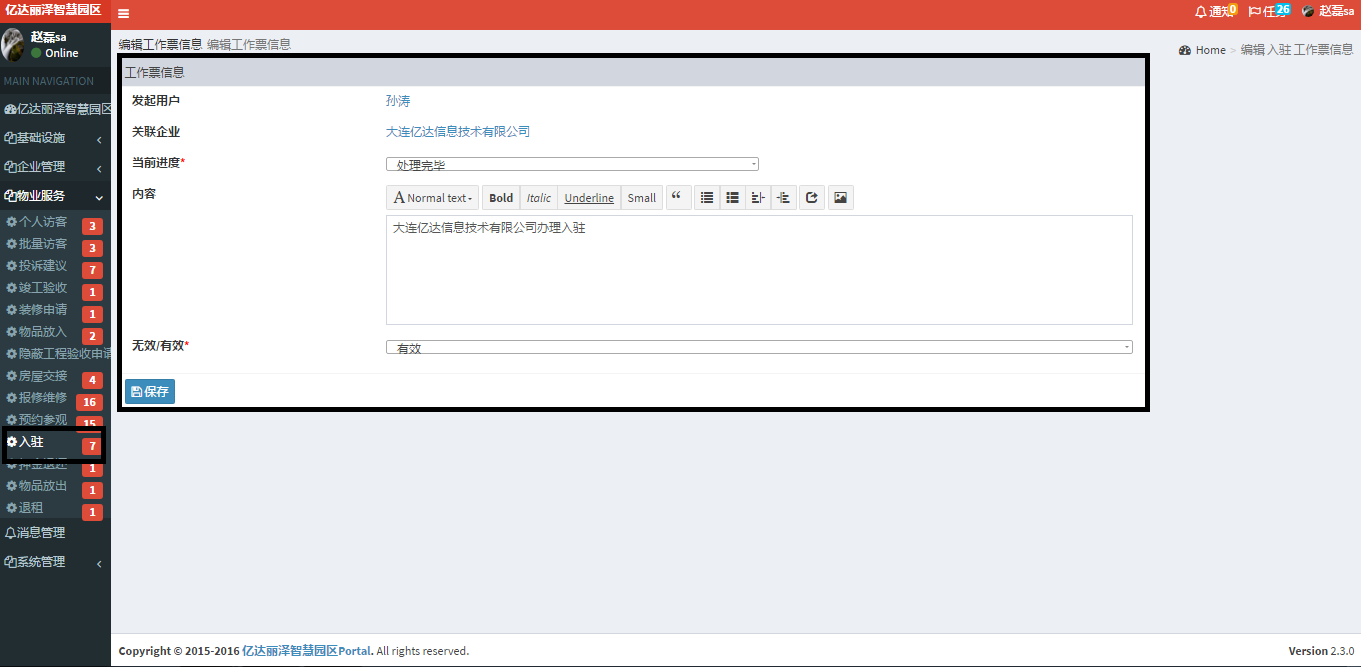 亿达丽泽智慧园区
通知 0 任务 26 赵磊sa
赵磊sa
Online
MAIN NAVIGATION
亿达丽泽智慧园区
基础设施
企业管理
物业服务
个人访客 3
批量访客 3
投诉建议 7
竣工验收 1
装修申请 1
物品放入 2
隐蔽工程验收申请
房屋交接 4
报修维修 16
预约参观 15
入驻 7
押金退还 1
物品放出 1
退租 1
消息管理
系统管理
编辑工作票信息 编辑工作票信息
Home > 编辑 入驻 工作票信息
工作票信息
发起用户 孙涛
关联企业 大连亿达信息技术有限公司
当前进度* 处理完毕
内容 A Normal text Bold Italic Underline Small “
大连亿达信息技术有限公司办理入驻
无效/有效* 有效
保存
Copyright © 2015-2016 亿达丽泽智慧园区Portal. All rights reserved.
Version 2.3.0